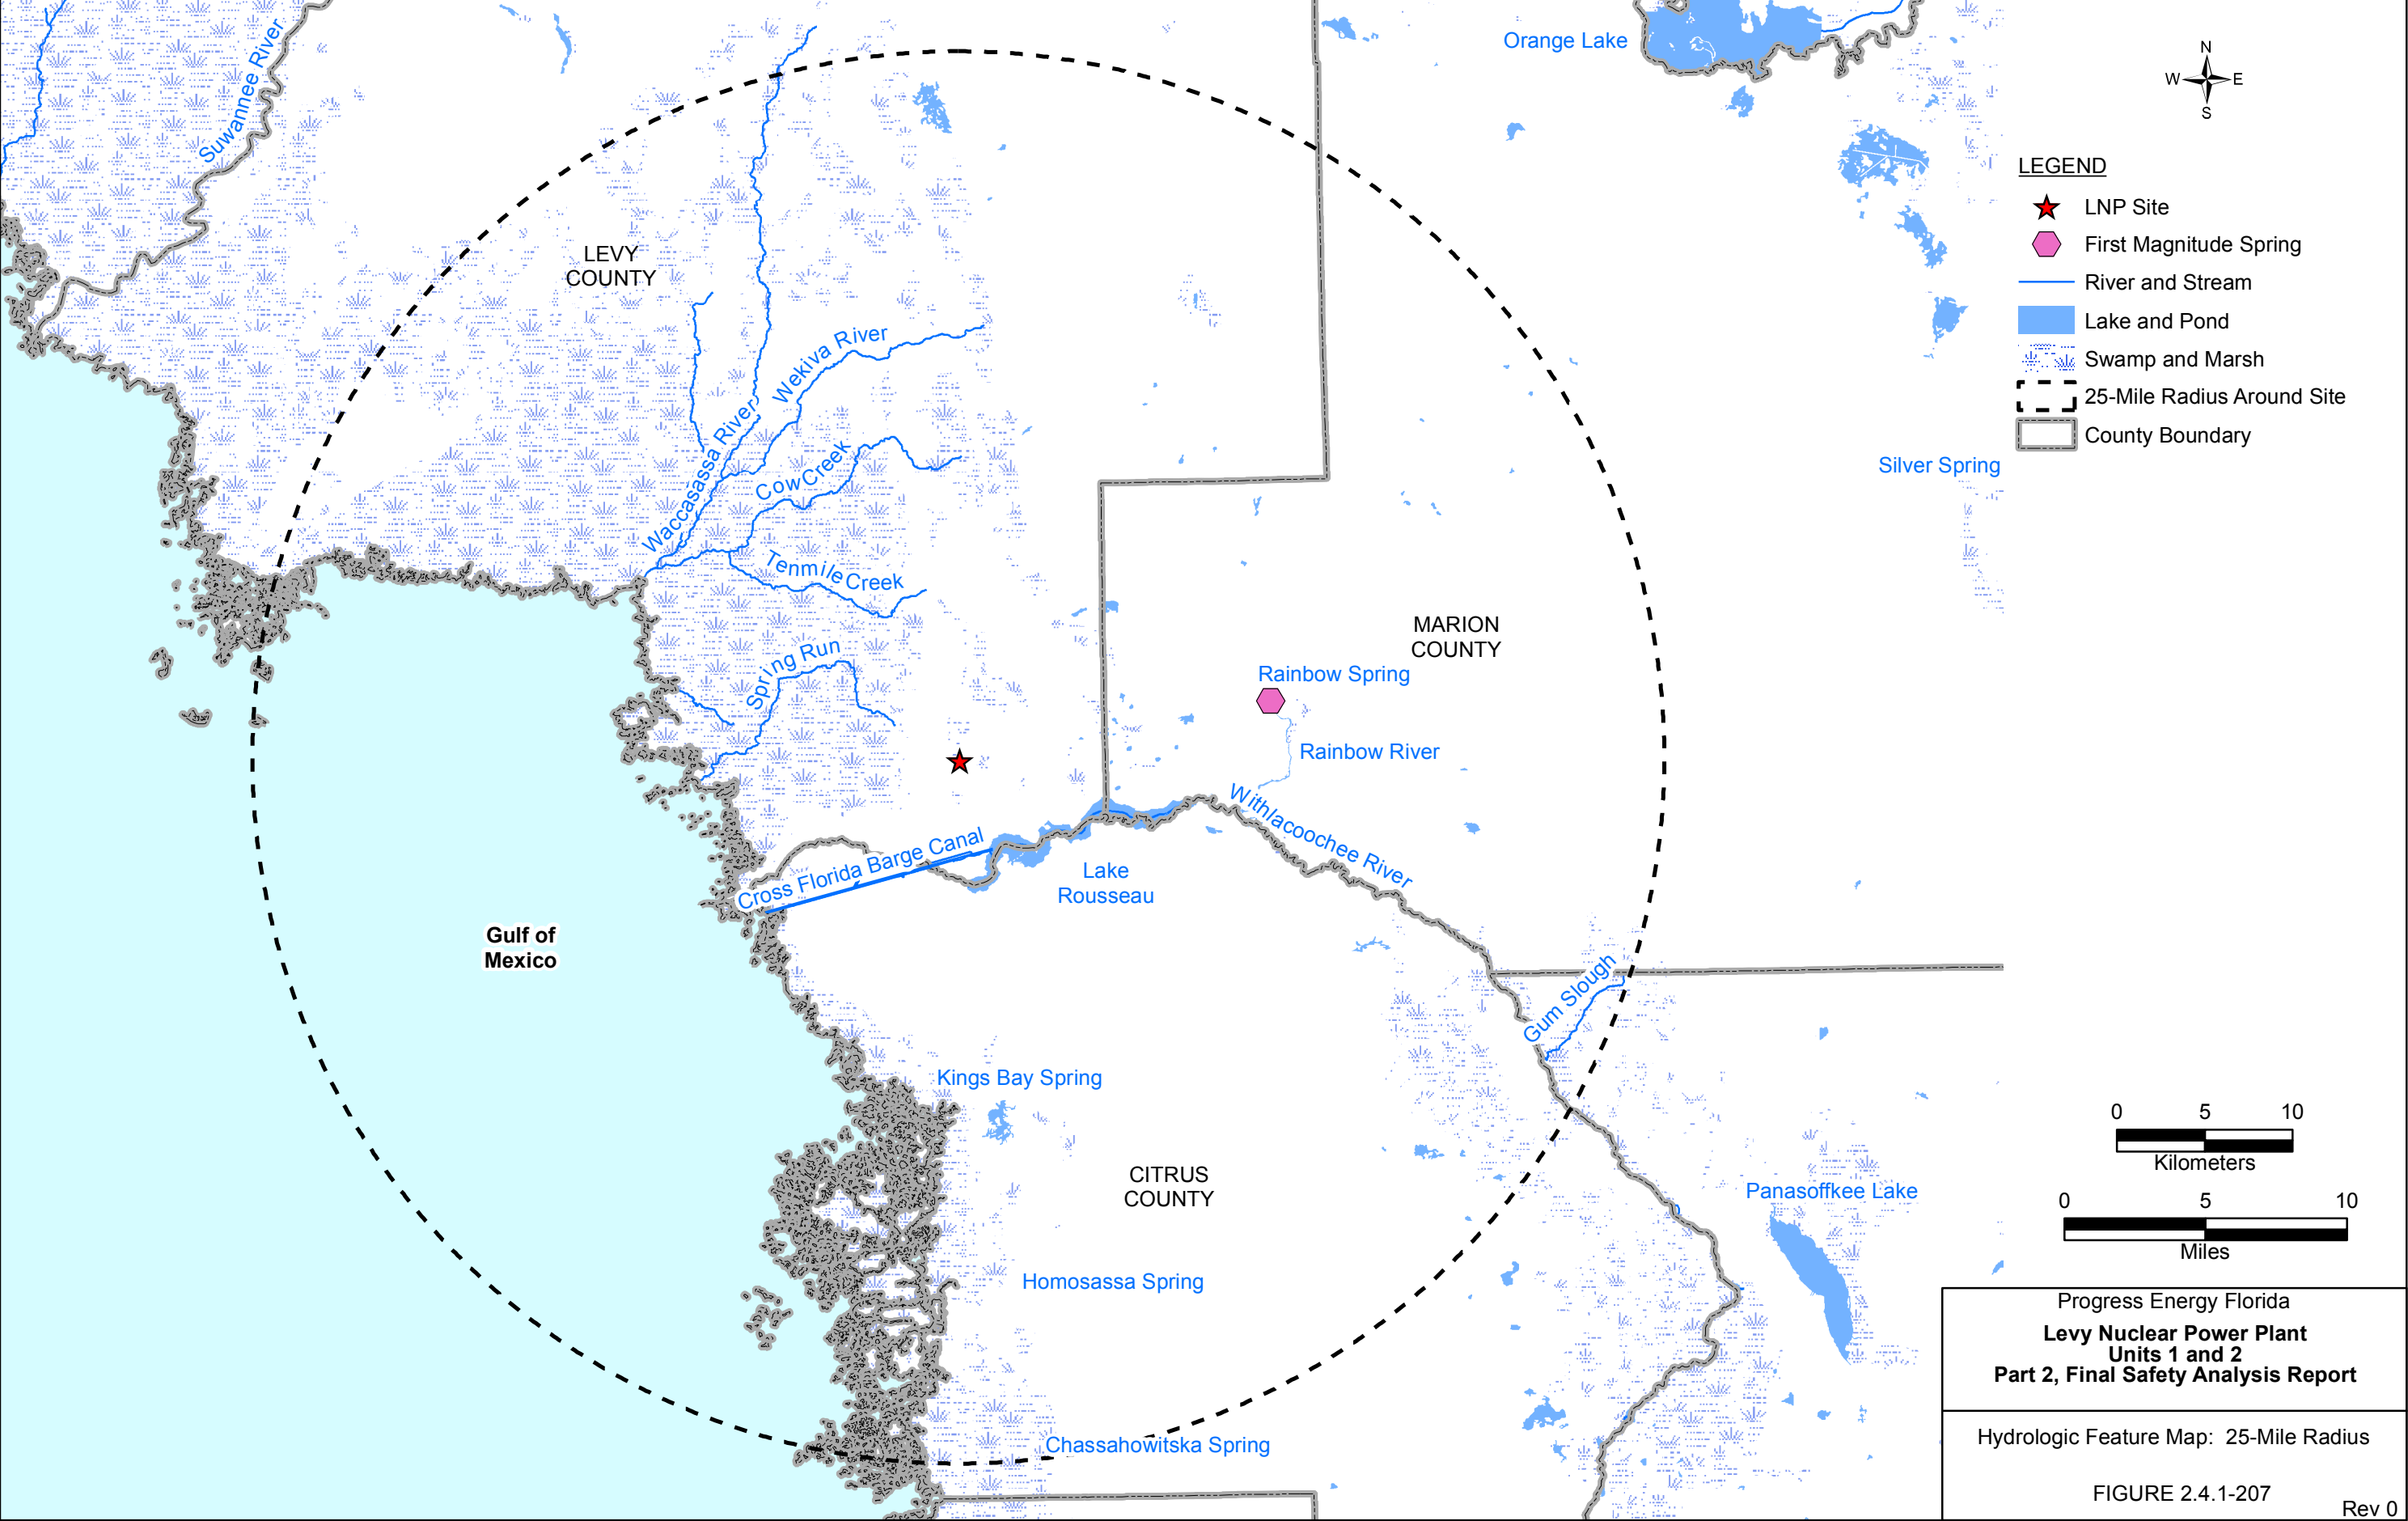 Orange Lake
N
W E
S
Suwannee River
LEGEND
LNP Site
First Magnitude Spring
River and Stream
Lake and Pond
Swamp and Marsh
25-Mile Radius Around Site
County Boundary
LEVY
COUNTY
Wekiva River
Waccasassa River
Cow Creek
Silver Spring
Tenmile Creek
MARION
COUNTY
Spring Run
Rainbow Spring
Rainbow River
Withlacoochee River
Cross Florida Barge Canal
Lake
Rousseau
Gulf of
Mexico
Gum Slough
Kings Bay Spring
0 5 10
Kilometers
CITRUS
COUNTY
Panasoffkee Lake
0 5 10
Miles
Homosassa Spring
Chassahowitska Spring
Progress Energy Florida
Levy Nuclear Power Plant
Units 1 and 2
Part 2, Final Safety Analysis Report
Hydrologic Feature Map: 25-Mile Radius
FIGURE 2.4.1-207
Rev 0